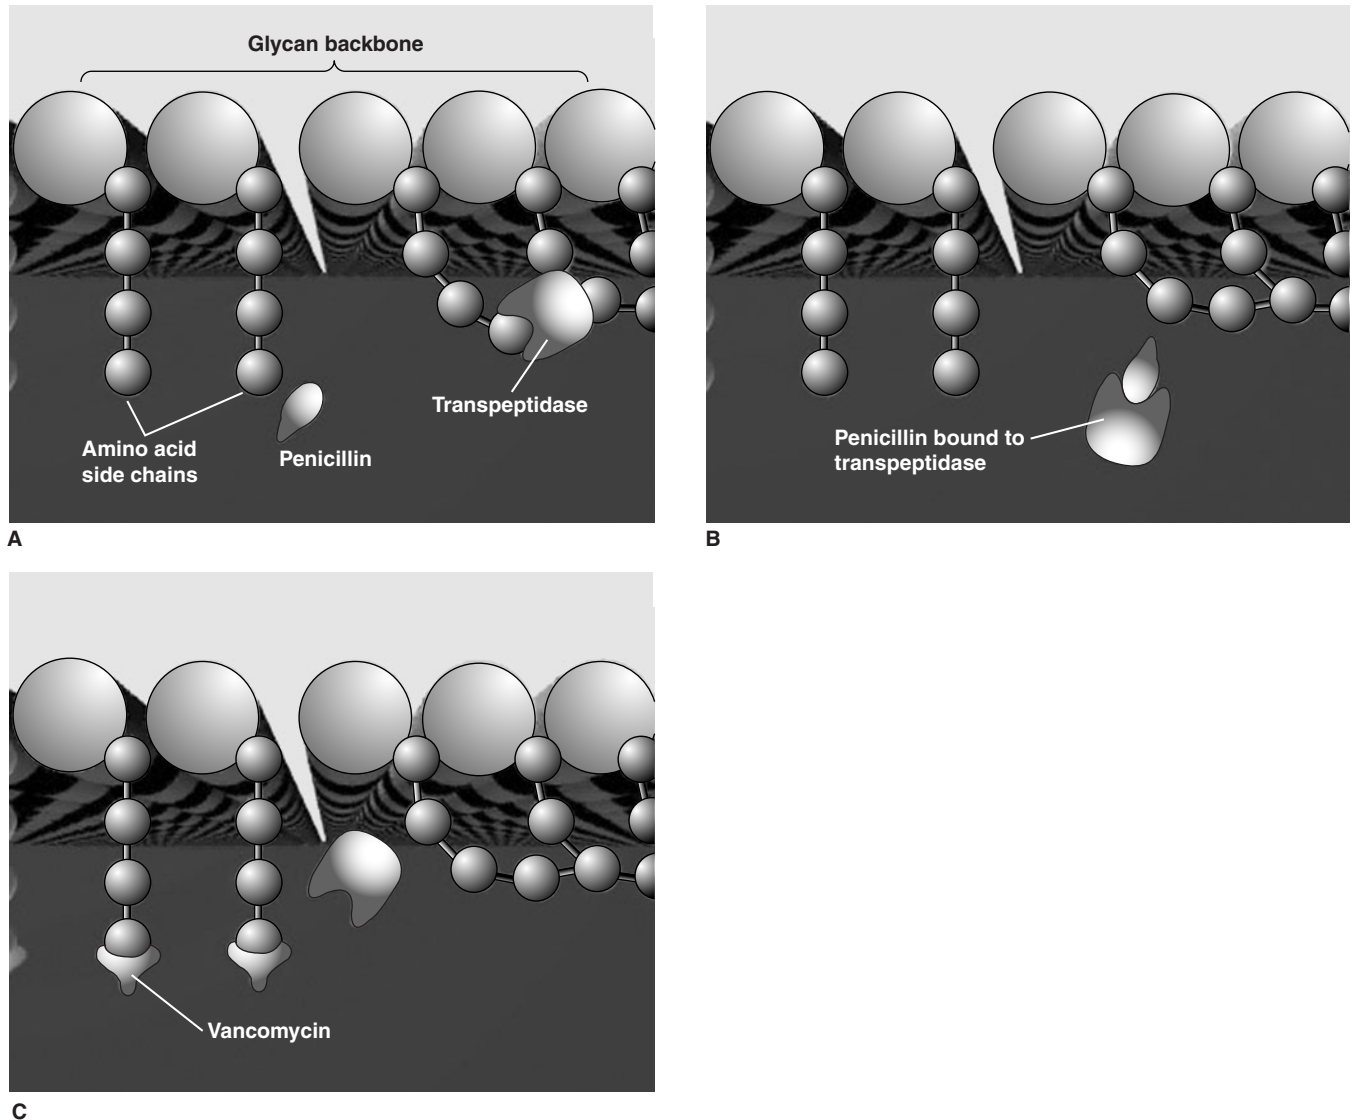 Glycan backbone
Transpeptidase
Amino acid
side chains
Penicillin
A
Penicillin bound to
transpeptidase
B
Vancomycin
C